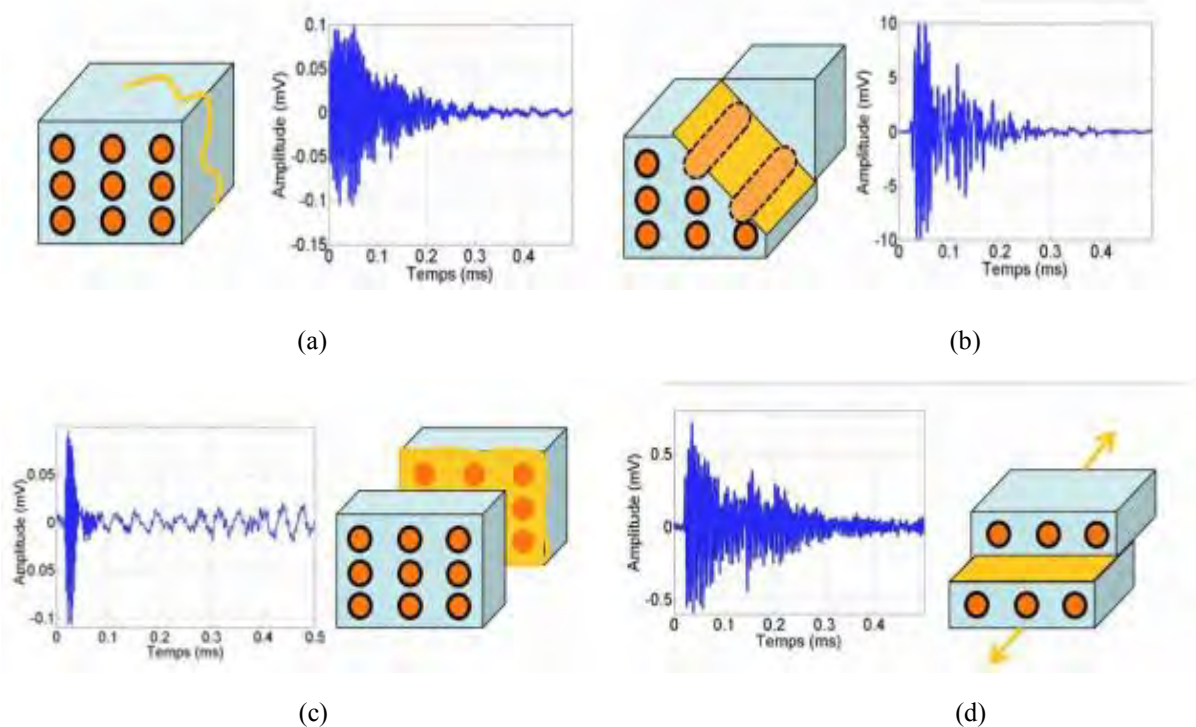 0.1
0.05
0
-0.05
-0.1
-0.15
0.1 0.2 0.3 0.4
Temps (ms)
Amplitude (mV)
(a)
10
5
0
-5
-10
0 0.1 0.2 0.3 0.4
Temps (ms)
Amplitude (mV)
(b)
0.05
0
0.05
-0.1
0 0.1 0.2 0.3 0.4 0.5
Temps (ms)
Amplitude (mV)
(c)
0.5
0
-0.5
0 0.1 0.2 0.3 0.4
Temps (ms)
Amplitude (mV)
(d)